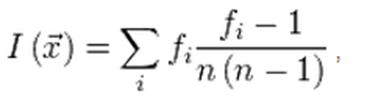 I (x⃗) = ∑_i f_i (f_i − 1)/(n (n − 1)) ,